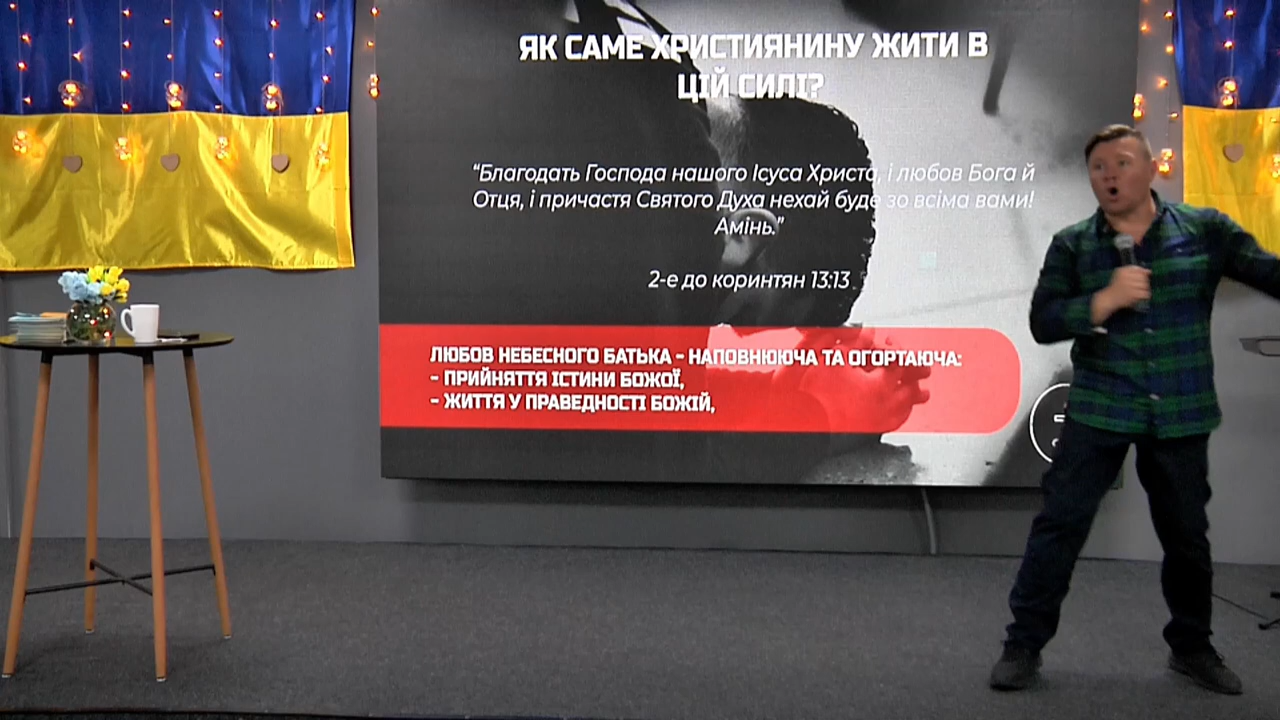 ЯК САМЕ ХРИСТИЯНИНУ ЖИТИ В
ЦІЙ СИЛІ?
“Благодать Господа нашого Ісуса Христа, і любов Бога й
Отця, і причастя Святого Духа нехай буде зо всіма вами!
Амінь.”
2-е до коринтян 13:13
ЛЮБОВ НЕБЕСНОГО БАТЬКА - НАПОВНЮЮЧА ТА ОГОРТАЮЧА:
- ПРИЙНЯТТЯ ІСТИНИ БОЖОЇ,
- ЖИТТЯ У ПРАВЕДНОСТІ БОЖІЙ,